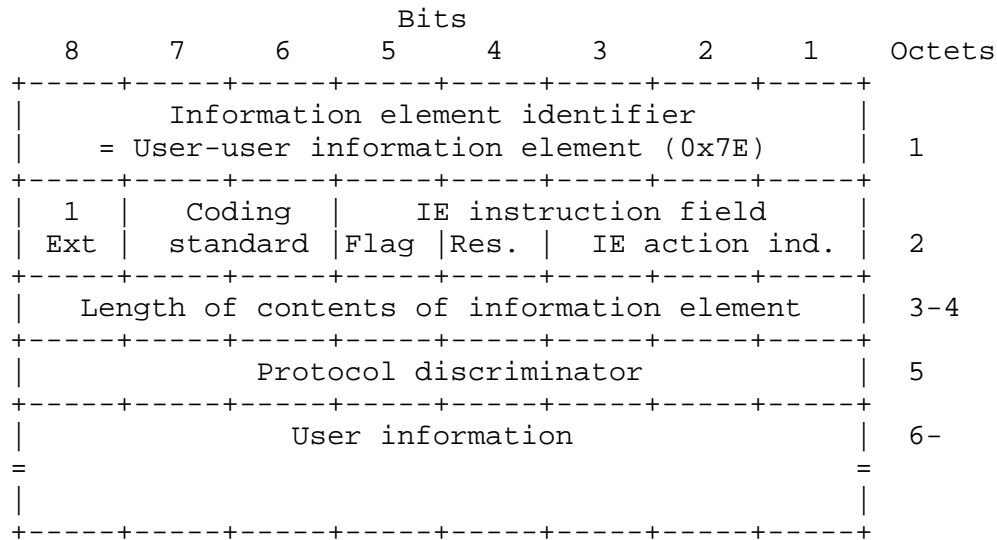 Bits
8 7 6 5 4 3 2 1 Octets
+-----+-----+-----+-----+-----+-----+-----+-----+
| Information element identifier |
| = User-user information element (0x7E) | 1
+-----+-----+-----+-----+-----+-----+-----+-----+
| 1 | Coding | IE instruction field |
| Ext | standard |Flag |Res. | IE action ind. | 2
+-----+-----+-----+-----+-----+-----+-----+-----+
| Length of contents of information element | 3-4
+-----+-----+-----+-----+-----+-----+-----+-----+
| Protocol discriminator | 5
+-----+-----+-----+-----+-----+-----+-----+-----+
| User information | 6-
= =
| |
+-----+-----+-----+-----+-----+-----+-----+-----+